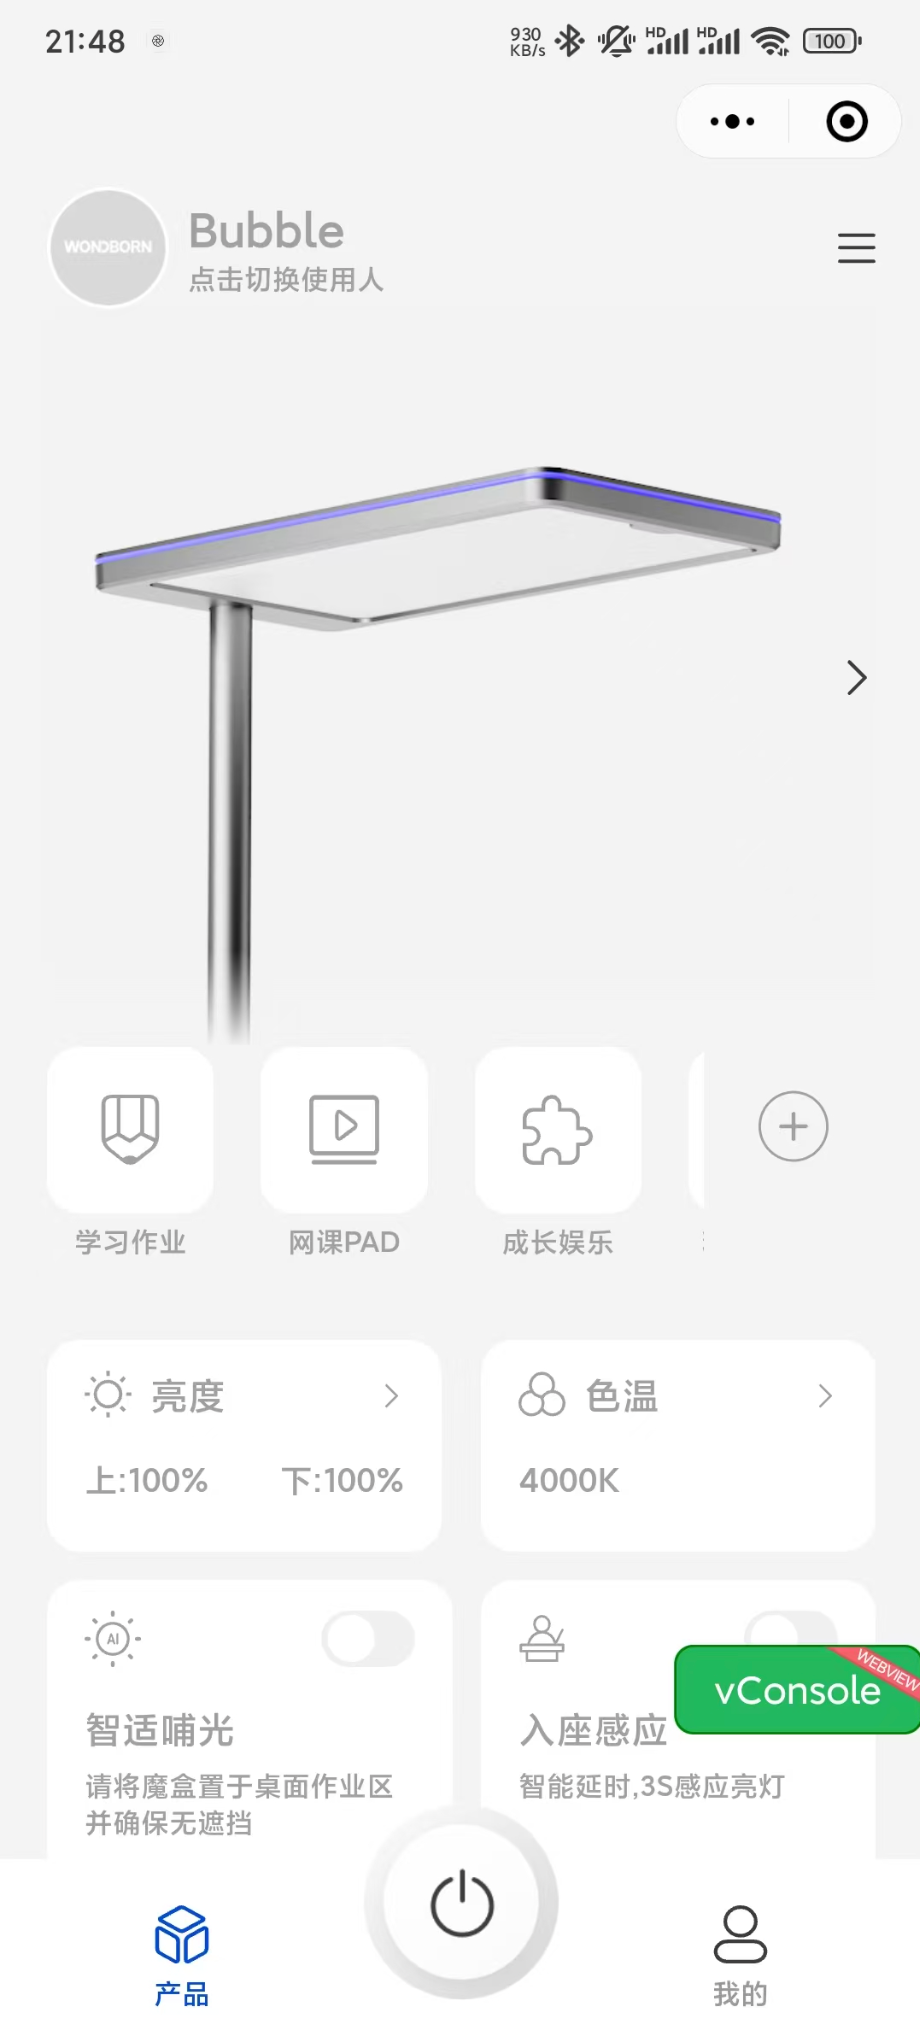 21:48
930
KB/s
HD
HD
100
WONDBORN
Bubble
点击切换使用人
学习作业
网课PAD
成长娱乐
亮度
上:100%
下:100%
色温
4000K
AI
智适哺光
请将魔盒置于桌面作业区
并确保无遮挡
入座感应
智能延时,3S感应亮灯
vConsole
WEBVIEW
产品
我的